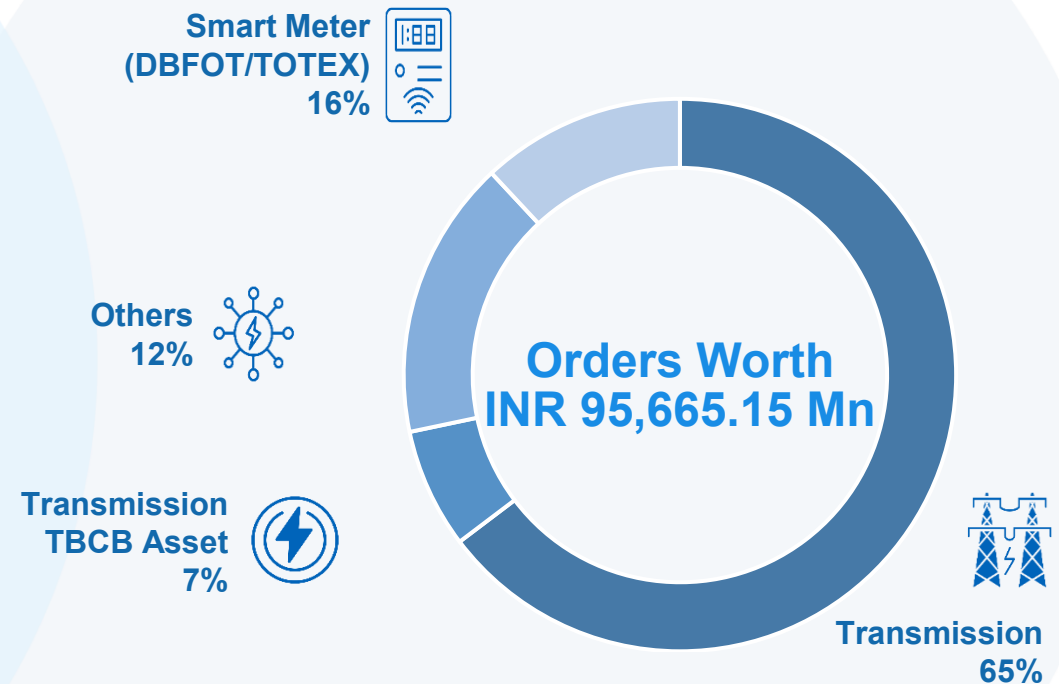 Smart Meter
(DBFOT/TOTEX)
16%
Others
12%
Orders Worth
INR 95,665.15 Mn
Transmission
TBCB Asset
7%
Transmission
65%